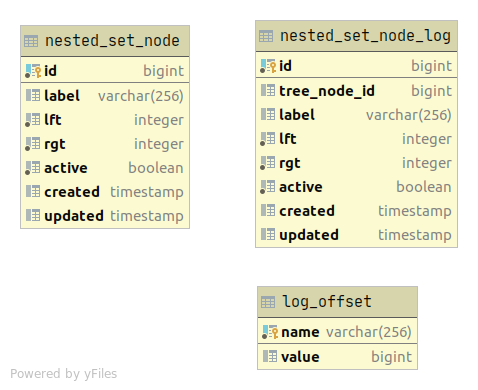 nested_set_node
id bigint
label varchar(256)
lft integer
rgt integer
active boolean
created timestamp
updated timestamp
nested_set_node_log
id bigint
tree_node_id bigint
label varchar(256)
lft integer
rgt integer
active boolean
created timestamp
updated timestamp
log_offset
name varchar(256)
value bigint
Powered by yFiles